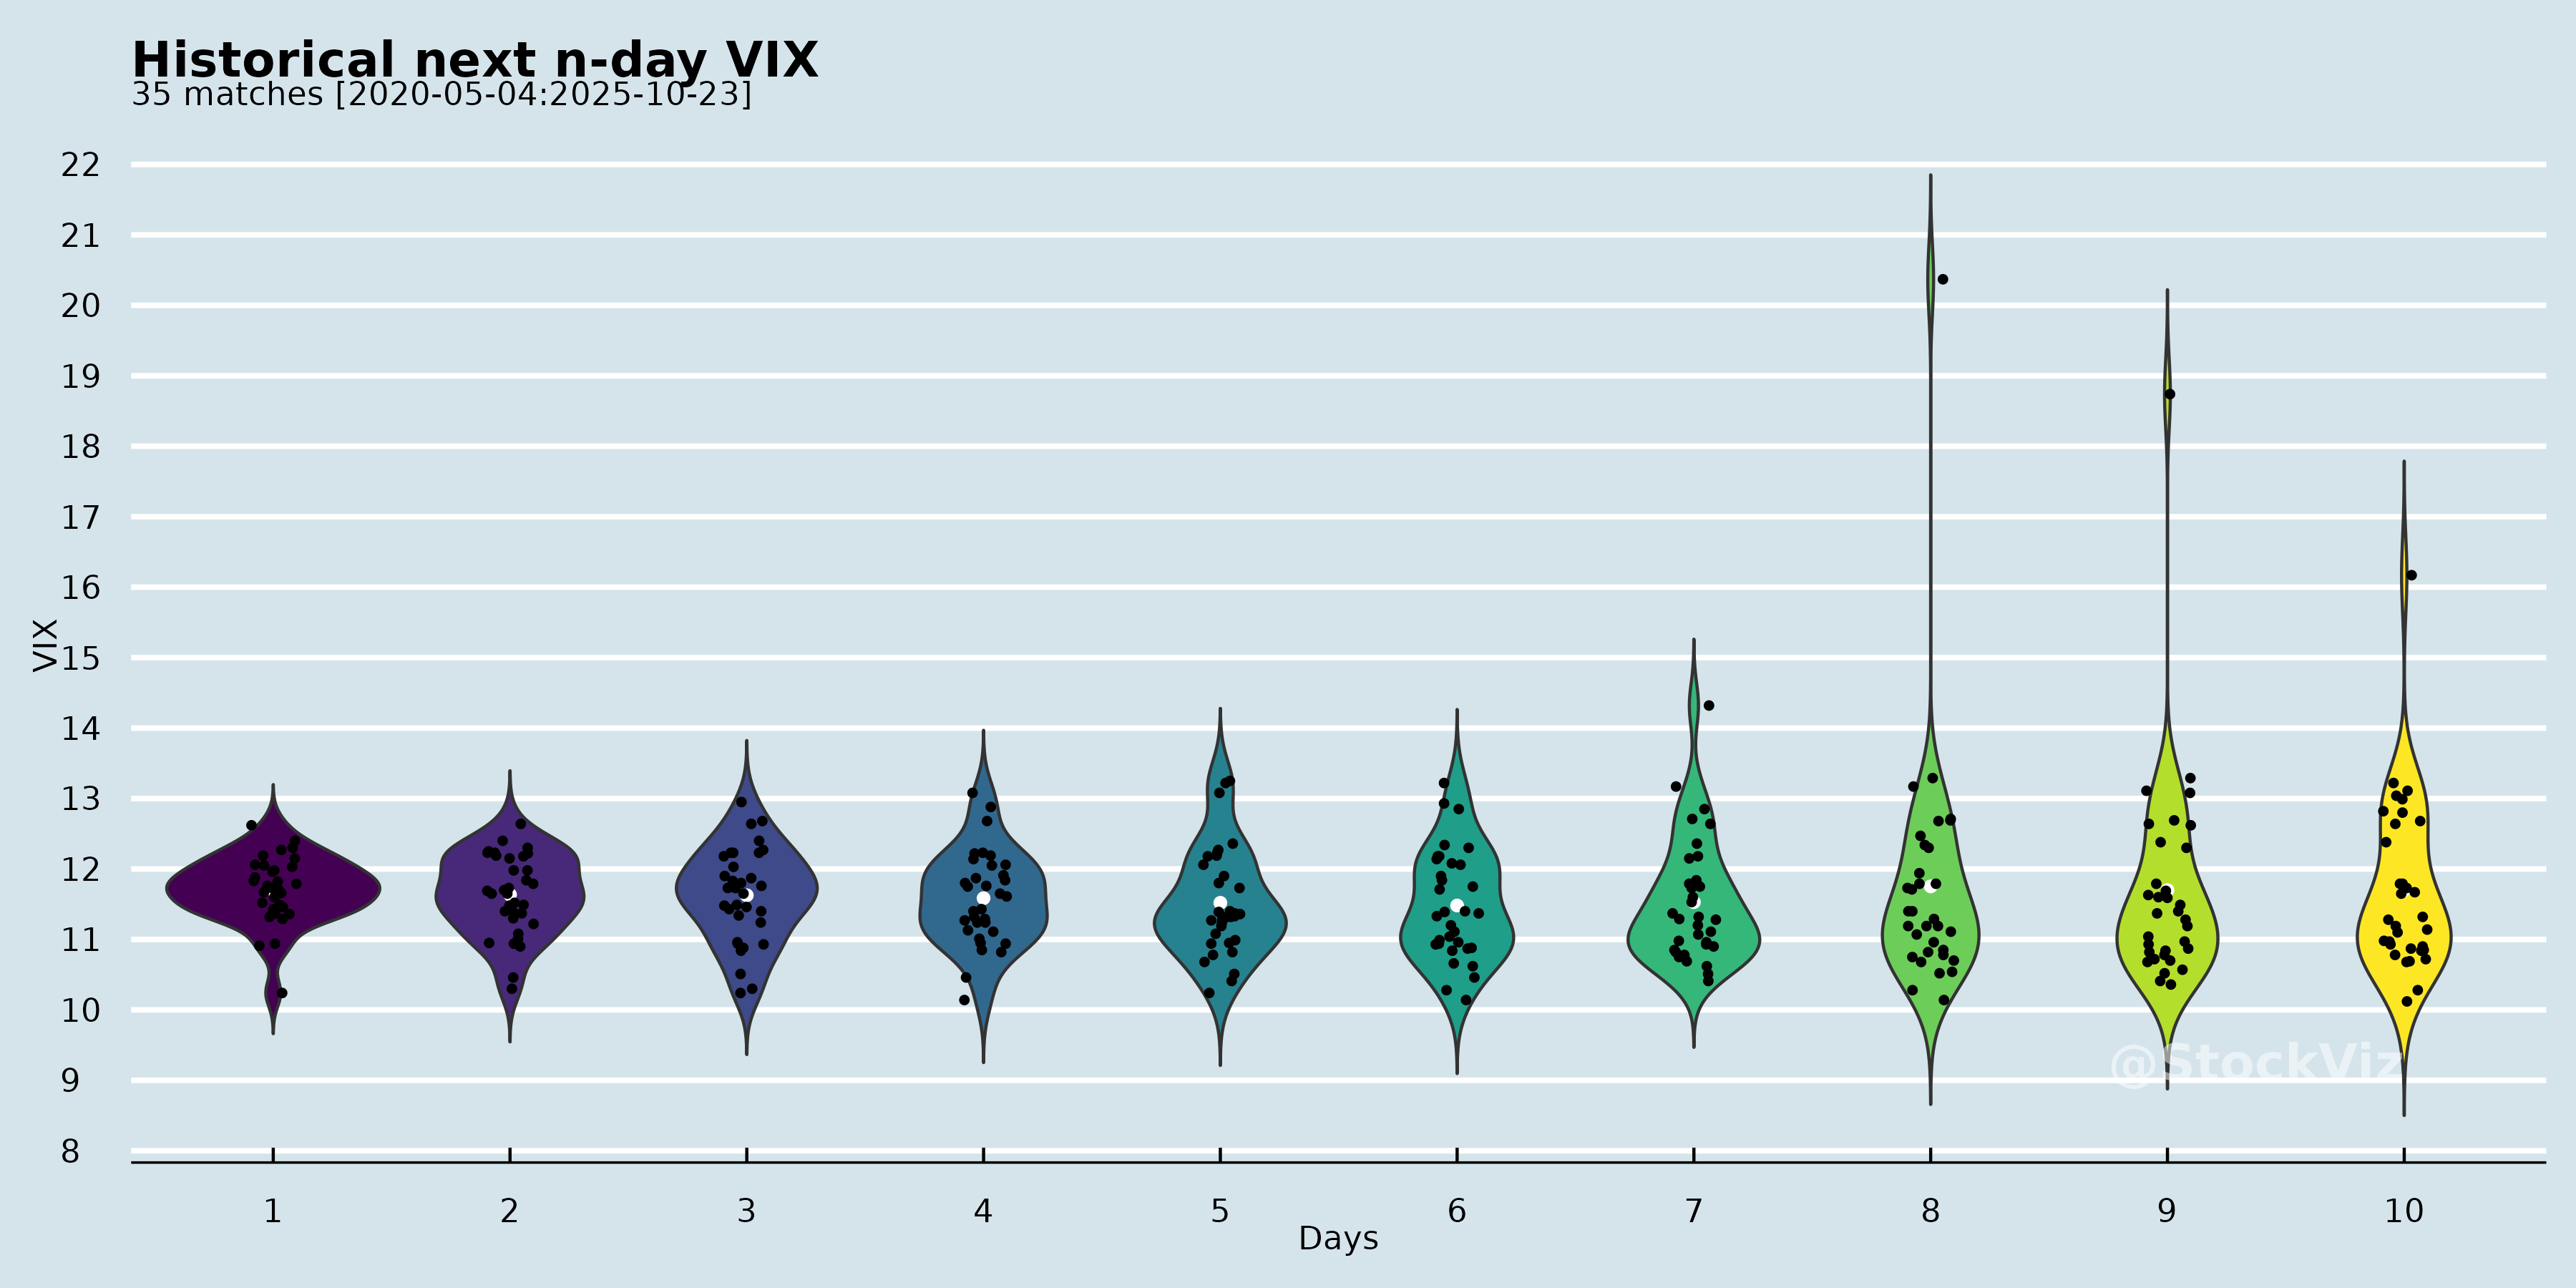 Historical next n-day VIX
35 matches [2020-05-04:2025-10-23]
22
21
20
19
18
17
16
VIX
15
14
13
12
11
10
9
@StockViz
8
1 2 3 4 5 6 7 8 9 10
Days